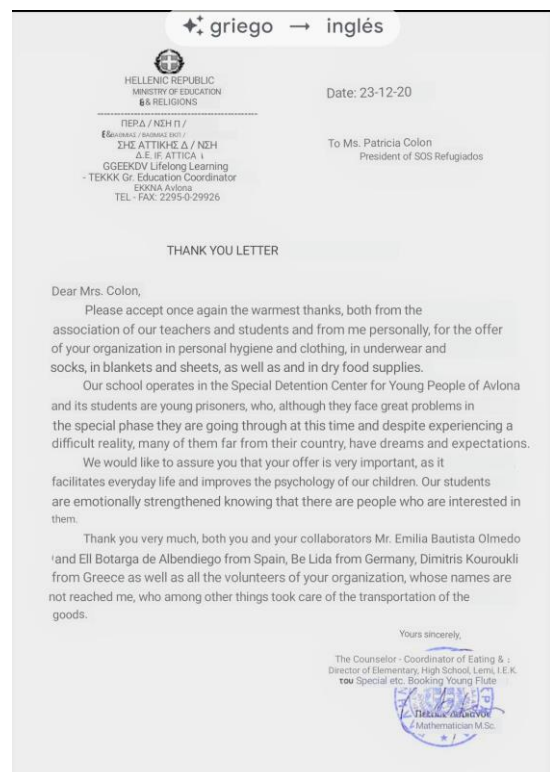 griego → inglés
HELLENIC REPUBLIC
MINISTRY OF EDUCATION
& RELIGIONS
ΠΕΡ.Δ / ΝΣΗ Π /
ΒΑΘΜΙΑΣ / ΒΑΘΜΙΑΣ ΕΚΠ /
ΣΗΣ ΑΤΤΙΚΗΣ Δ / ΝΣΗ
Δ.Ε. IF. ATTICA
GGEEKDV Lifelong Learning
- TEKKK Gr. Education Coordinator
EKKNA Avlona
TEL - FAX: 2295-0-29926
Date: 23-12-20
To Ms. Patricia Colon
President of SOS Refugiados
THANK YOU LETTER
Dear Mrs. Colon,
Please accept once again the warmest thanks, both from the
association of our teachers and students and from me personally, for the offer
of your organization in personal hygiene and clothing, in underwear and
socks, in blankets and sheets, as well as and in dry food supplies.
Our school operates in the Special Detention Center for Young People of Avlona
and its students are young prisoners, who, although they face great problems in
the special phase they are going through at this time and despite experiencing a
difficult reality, many of them far from their country, have dreams and expectations.
We would like to assure you that your offer is very important, as it
facilitates everyday life and improves the psychology of our children. Our students
are emotionally strengthened knowing that there are people who are interested in
them.
Thank you very much, both you and your collaborators Mr. Emilia Bautista Olmedo
and Ell Botarga de Albendiego from Spain, Be Lida from Germany, Dimitris Kouroukli
from Greece as well as all the volunteers of your organization, whose names are
not reached me, who among other things took care of the transportation of the
goods.
Yours sincerely,
The Counselor - Coordinator of Eating & :
Director of Elementary, High School, Lemi, I.E.K.
του Special etc. Booking Young Flute
Mathematician M.Sc.